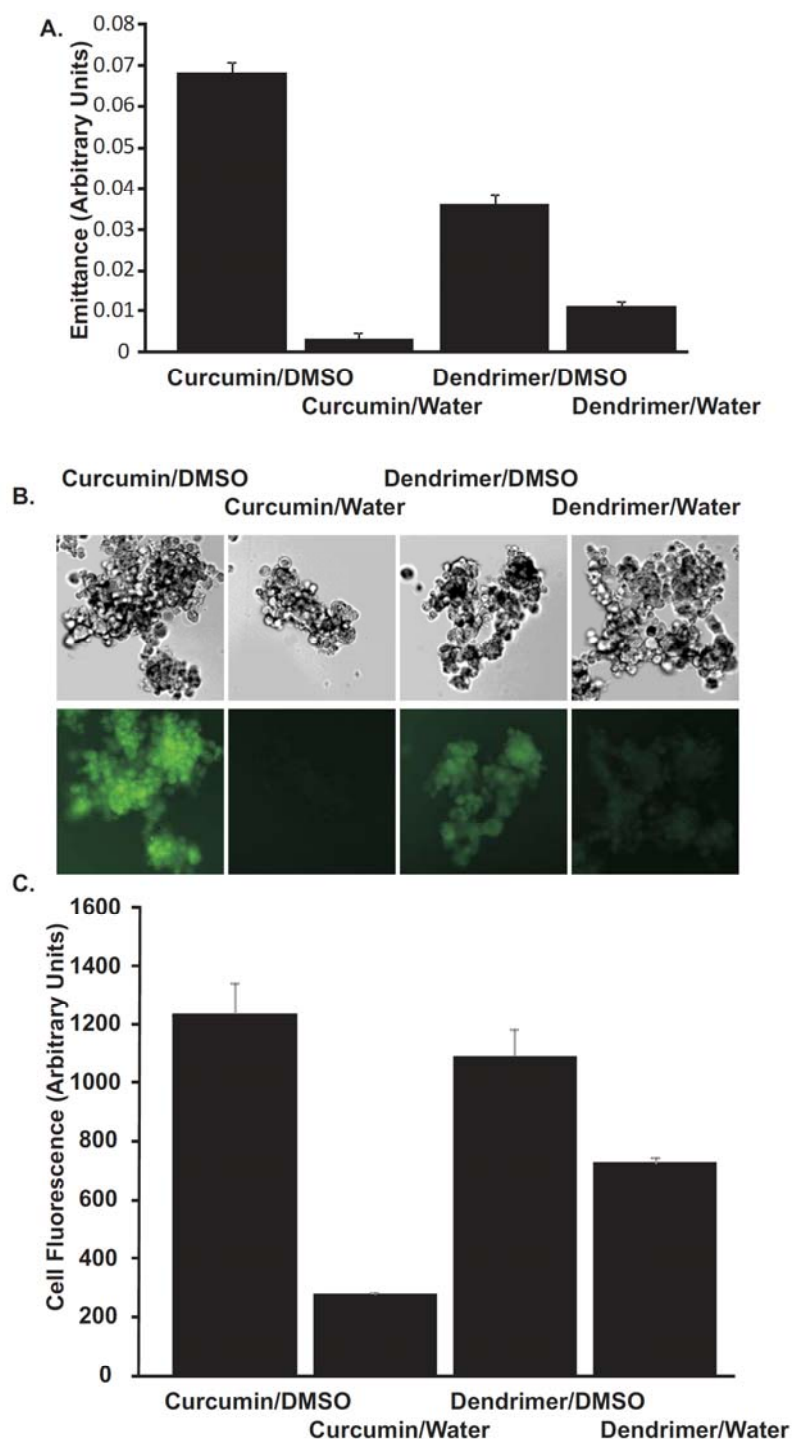 A.
Emittance (Arbitrary Units)
0.08
0.07
0.06
0.05
0.04
0.03
0.02
0.01
0
Curcumin/DMSO
Curcumin/Water
Dendrimer/DMSO
Dendrimer/Water
B.
Curcumin/DMSO
Curcumin/Water
Dendrimer/DMSO
Dendrimer/Water
C.
Cell Fluorescence (Arbitrary Units)
1600
1400
1200
1000
800
600
400
200
0
Curcumin/DMSO
Curcumin/Water
Dendrimer/DMSO
Dendrimer/Water